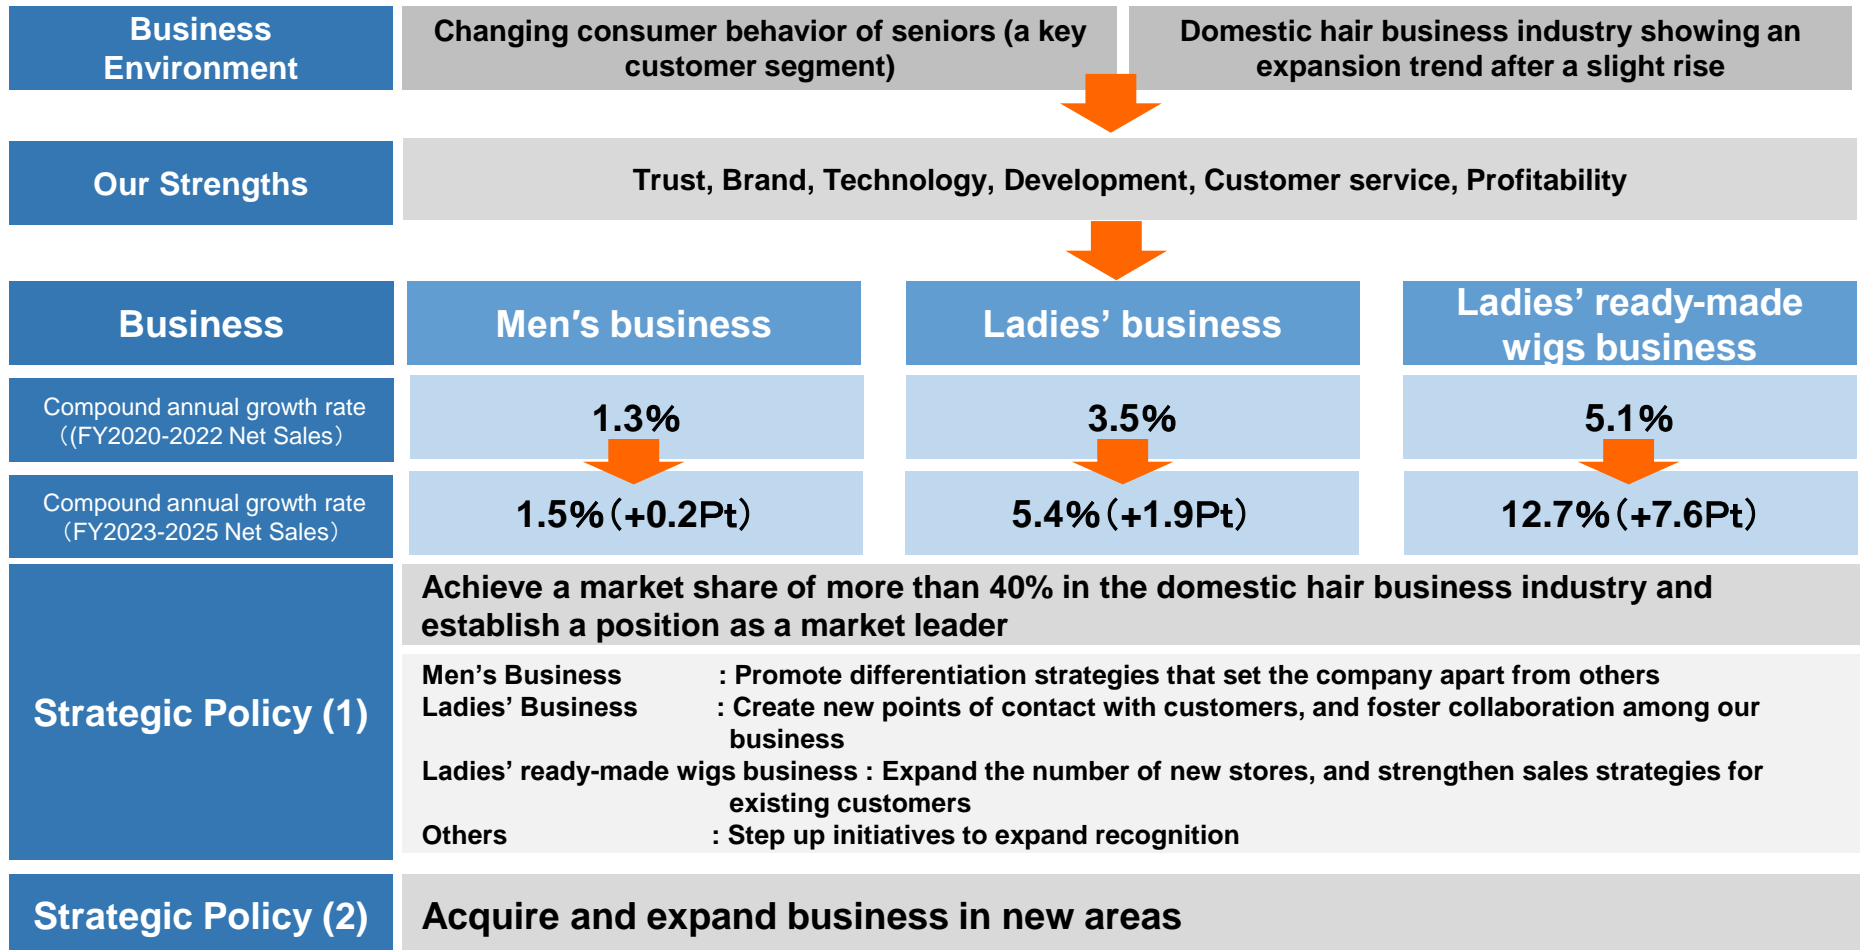 Business
Environment
Changing consumer behavior of seniors (a key
customer segment)
Domestic hair business industry showing an
expansion trend after a slight rise
Our Strengths
Trust, Brand, Technology, Development, Customer service, Profitability
Business
Men′s business
Ladies’ business
Ladies’ ready-made
wigs business
Compound annual growth rate
（(FY2020-2022 Net Sales）
1.3%
3.5%
5.1%
Compound annual growth rate
（FY2023-2025 Net Sales）
1.5%（+0.2Pt）
5.4%（+1.9Pt）
12.7%（+7.6Pt）
Strategic Policy (1)
Achieve a market share of more than 40% in the domestic hair business industry and
establish a position as a market leader
Men’s Business : Promote differentiation strategies that set the company apart from others
Ladies’ Business : Create new points of contact with customers, and foster collaboration among our
business
Ladies’ ready-made wigs business : Expand the number of new stores, and strengthen sales strategies for
existing customers
Others : Step up initiatives to expand recognition
Strategic Policy (2)
Acquire and expand business in new areas